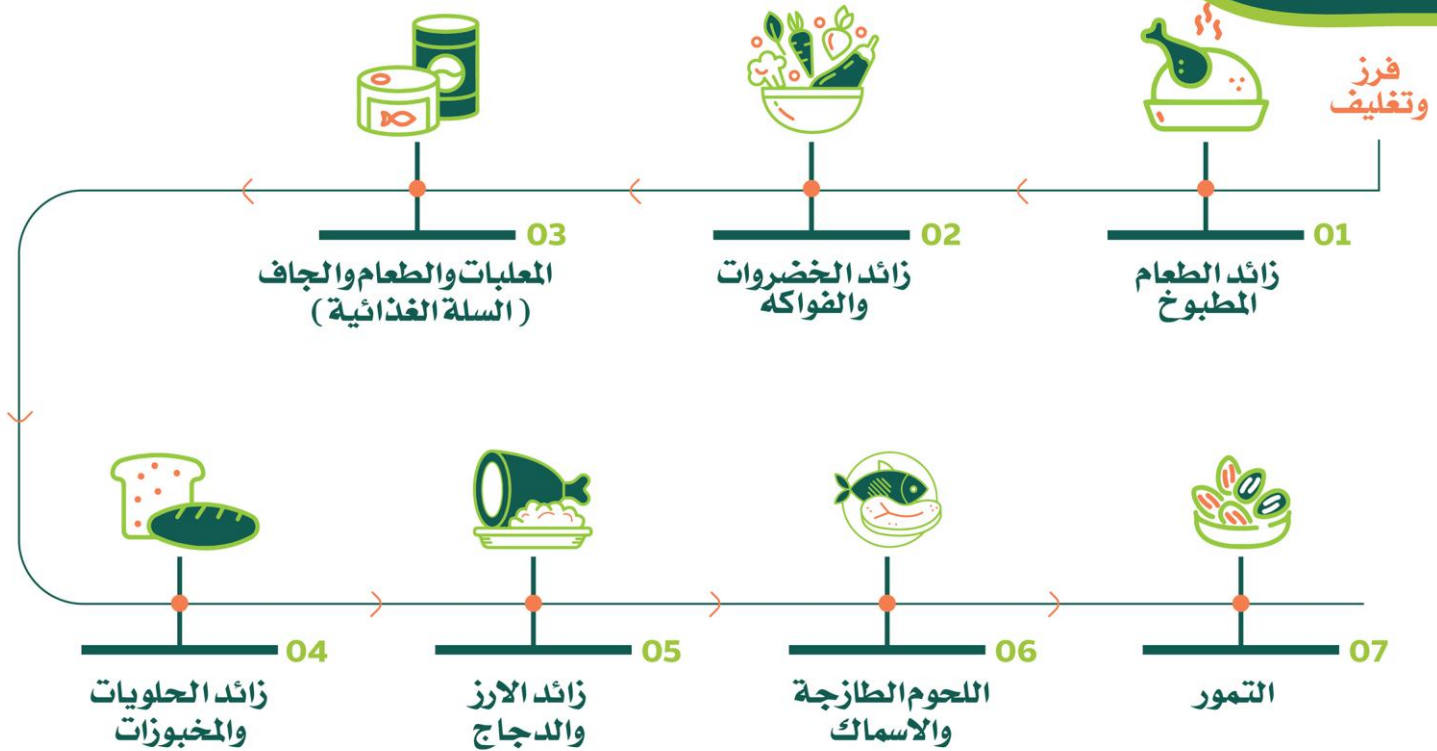 فرز
وتغليف
01
زائد الطعام
المطبوخ
02
زائد الخضروات
والفواكه
03
المعلبات والطعام والجاف
( السلة الغذائية )
04
زائد الحلويات
والمخبوزات
05
زائد الارز
والدجاج
06
اللحوم الطازجة
والاسماك
07
التمور